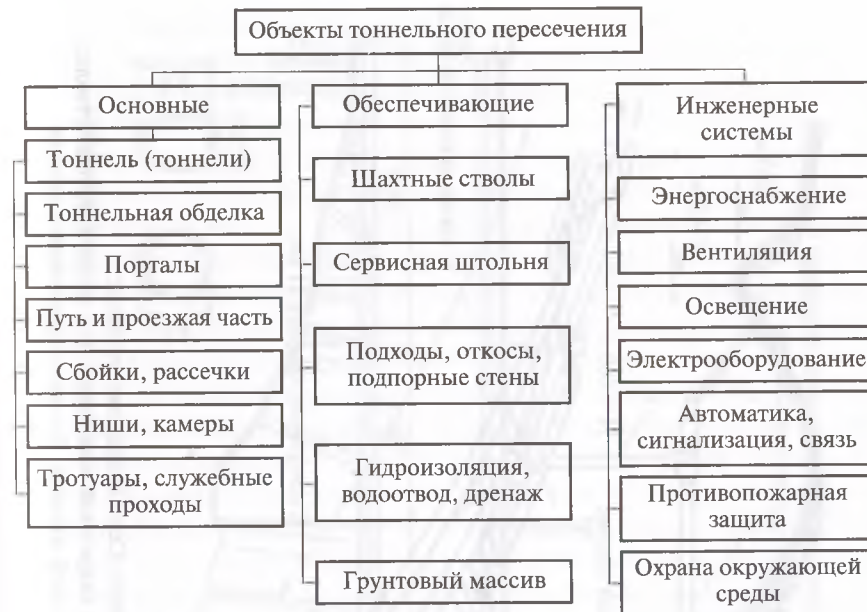 Объекты тоннельного пересечения
Основные
Тоннель (тоннели)
Тоннельная обделка
Порталы
Путь и проезжая часть
Сбойки, рассечки
Ниши, камеры
Тротуары, служебные
проходы
Обеспечивающие
Шахтные стволы
Сервисная штольня
Подходы, откосы,
подпорные стены
Гидроизоляция,
водоотвод, дренаж
Грунтовый массив
Инженерные
системы
Энергоснабжение
Вентиляция
Освещение
Электрооборудование
Автоматика,
сигнализация, связь
Противопожарная
защита
Охрана окружающей
среды